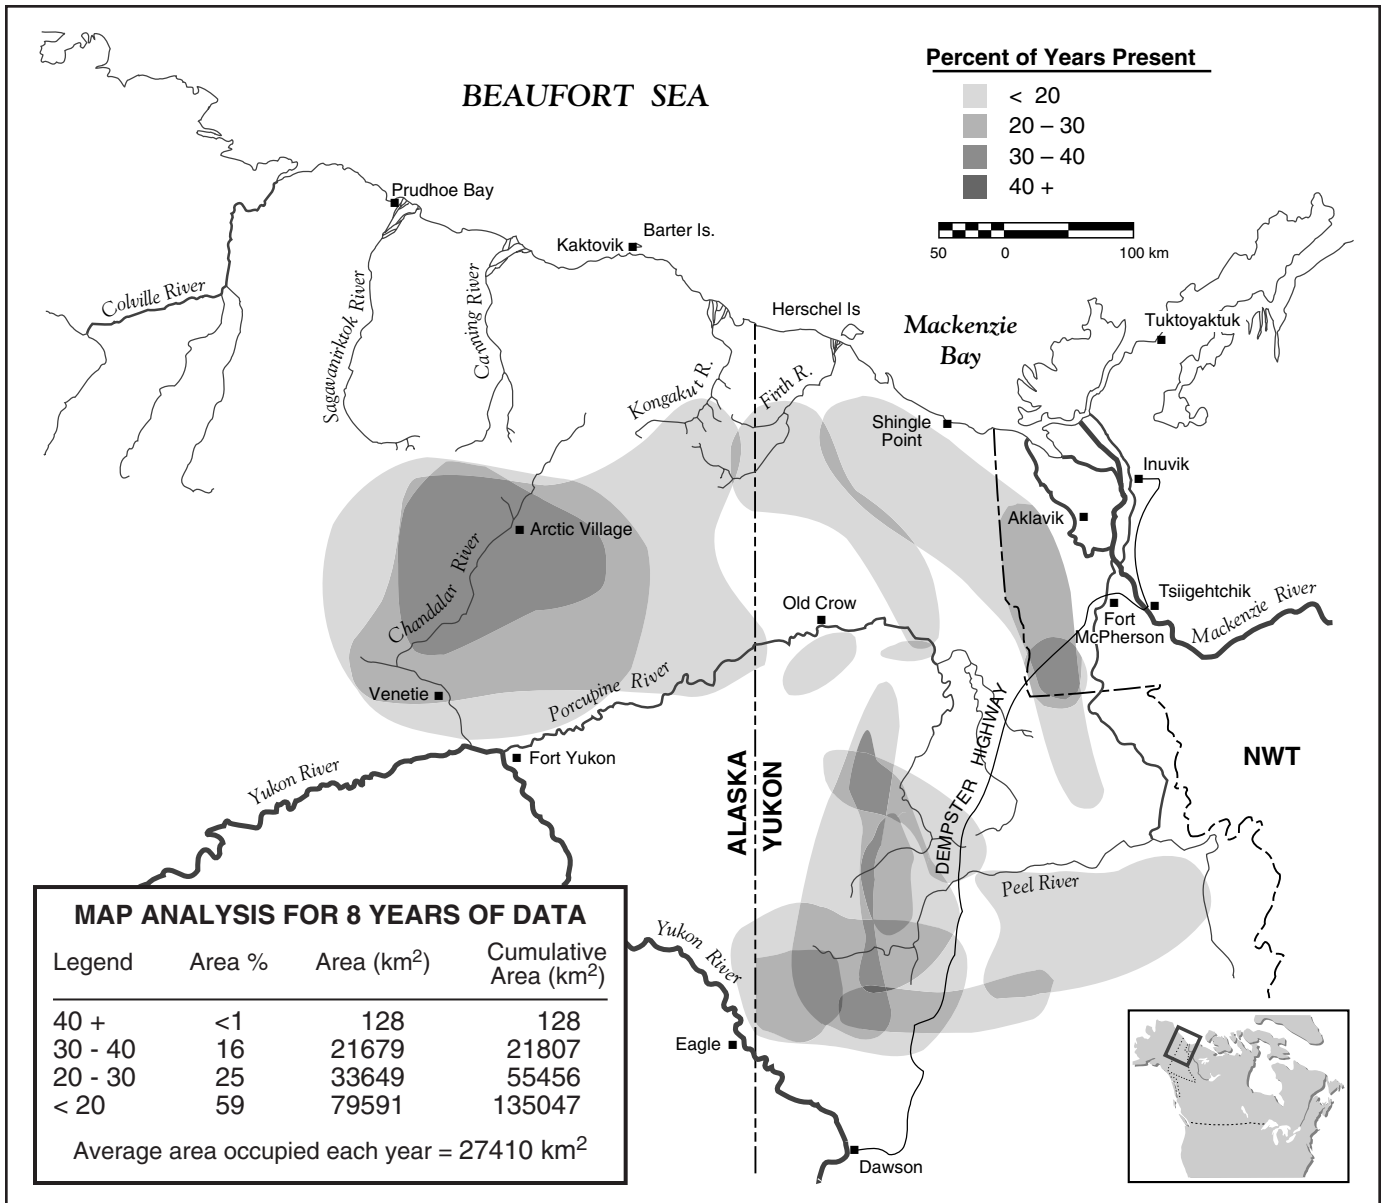 BEAUFORT SEA
Percent of Years Present
< 20
20 – 30
30 – 40
40 +
50 0 100 km
Prudhoe Bay
Barter Is.
Kaktovik
Colville River
Sagavanirktok River
Canning River
Herschel Is
Mackenzie
Bay
Tuktoyaktuk
Kongakut R.
Firth R.
Shingle
Point
Inuvik
Aklavik
Arctic Village
Chandalar River
Old Crow
Tsiigehtchik
Fort
McPherson
Mackenzie River
Venetie
Porcupine River
Fort Yukon
Yukon River
ALASKA
YUKON
DEMPSTER HIGHWAY
NWT
Peel River
Yukon River
Eagle
Dawson
MAP ANALYSIS FOR 8 YEARS OF DATA
Legend Area % Area (km²) Cumulative
Area (km²)
40 + <1 128 128
30 - 40 16 21679 21807
20 - 30 25 33649 55456
< 20 59 79591 135047
Average area occupied each year = 27410 km²